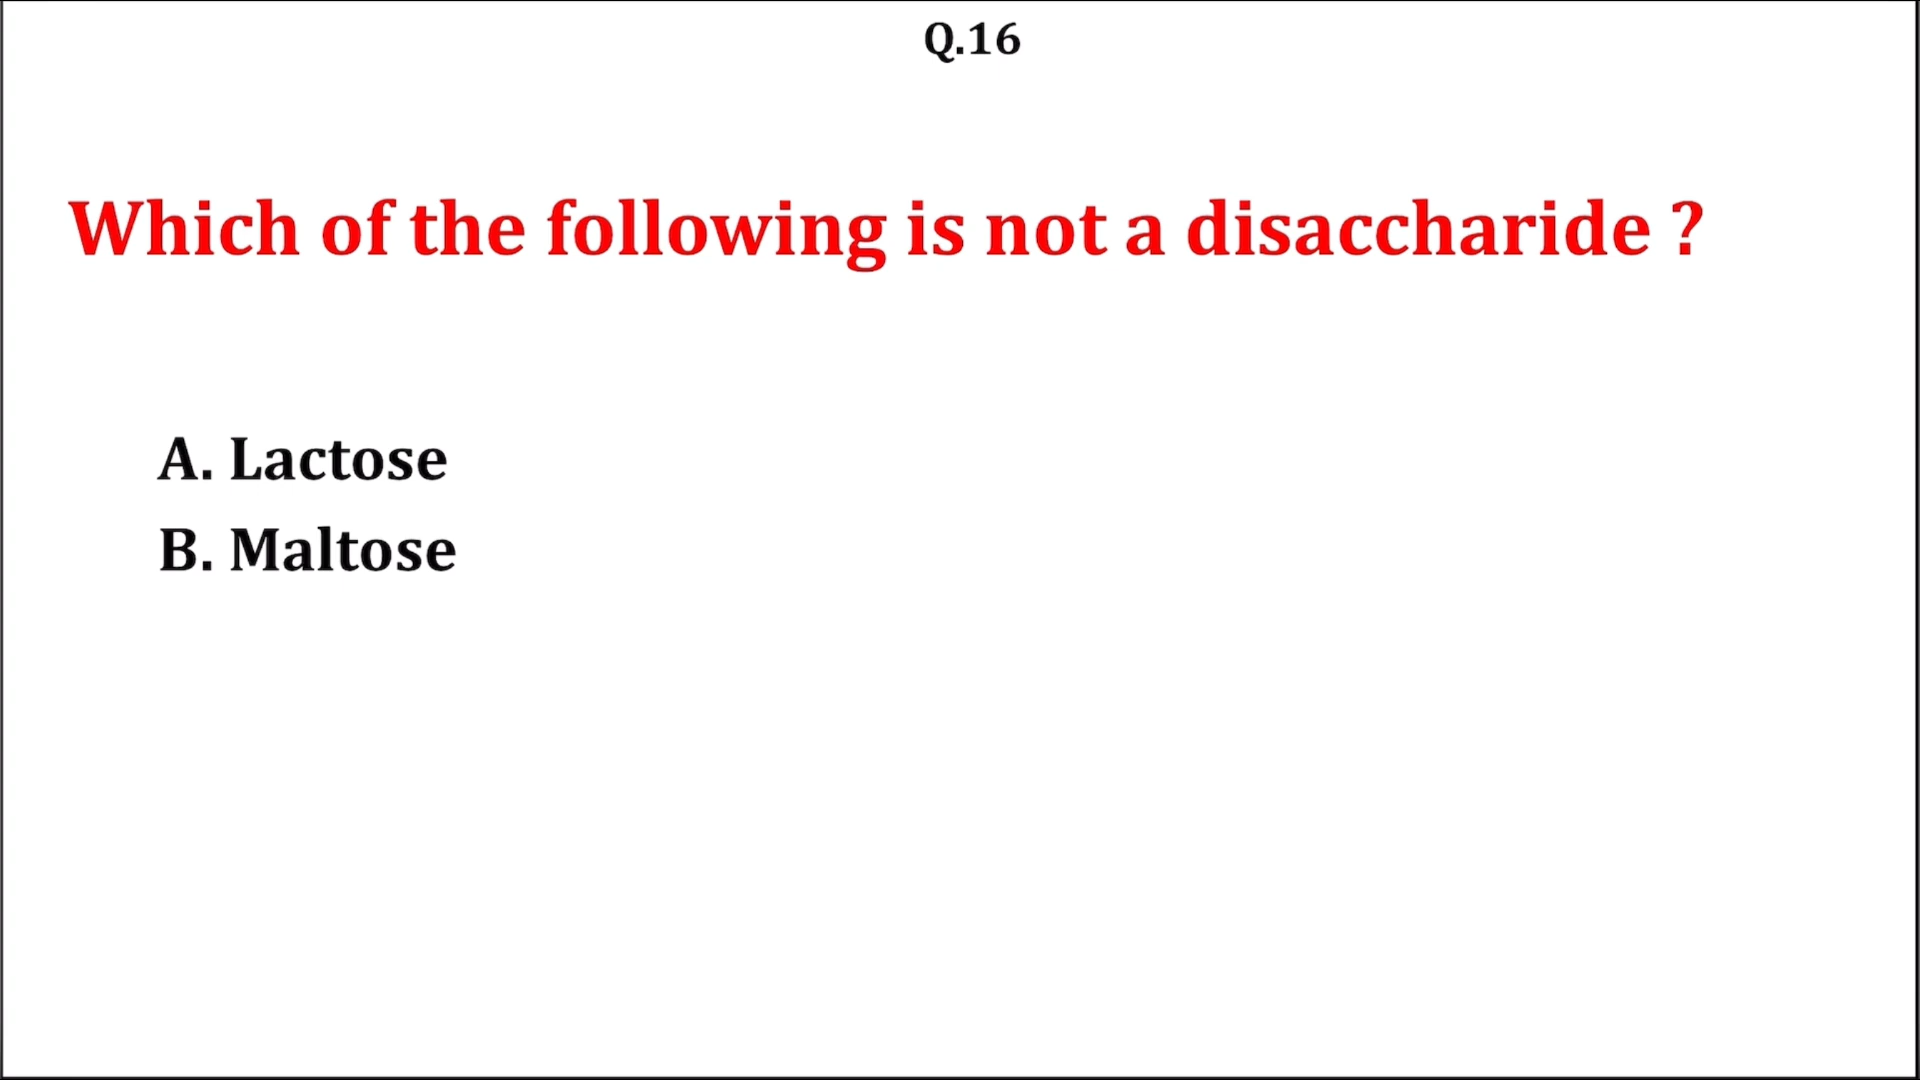 Q.16
Which of the following is not a disaccharide ?
A. Lactose
B. Maltose